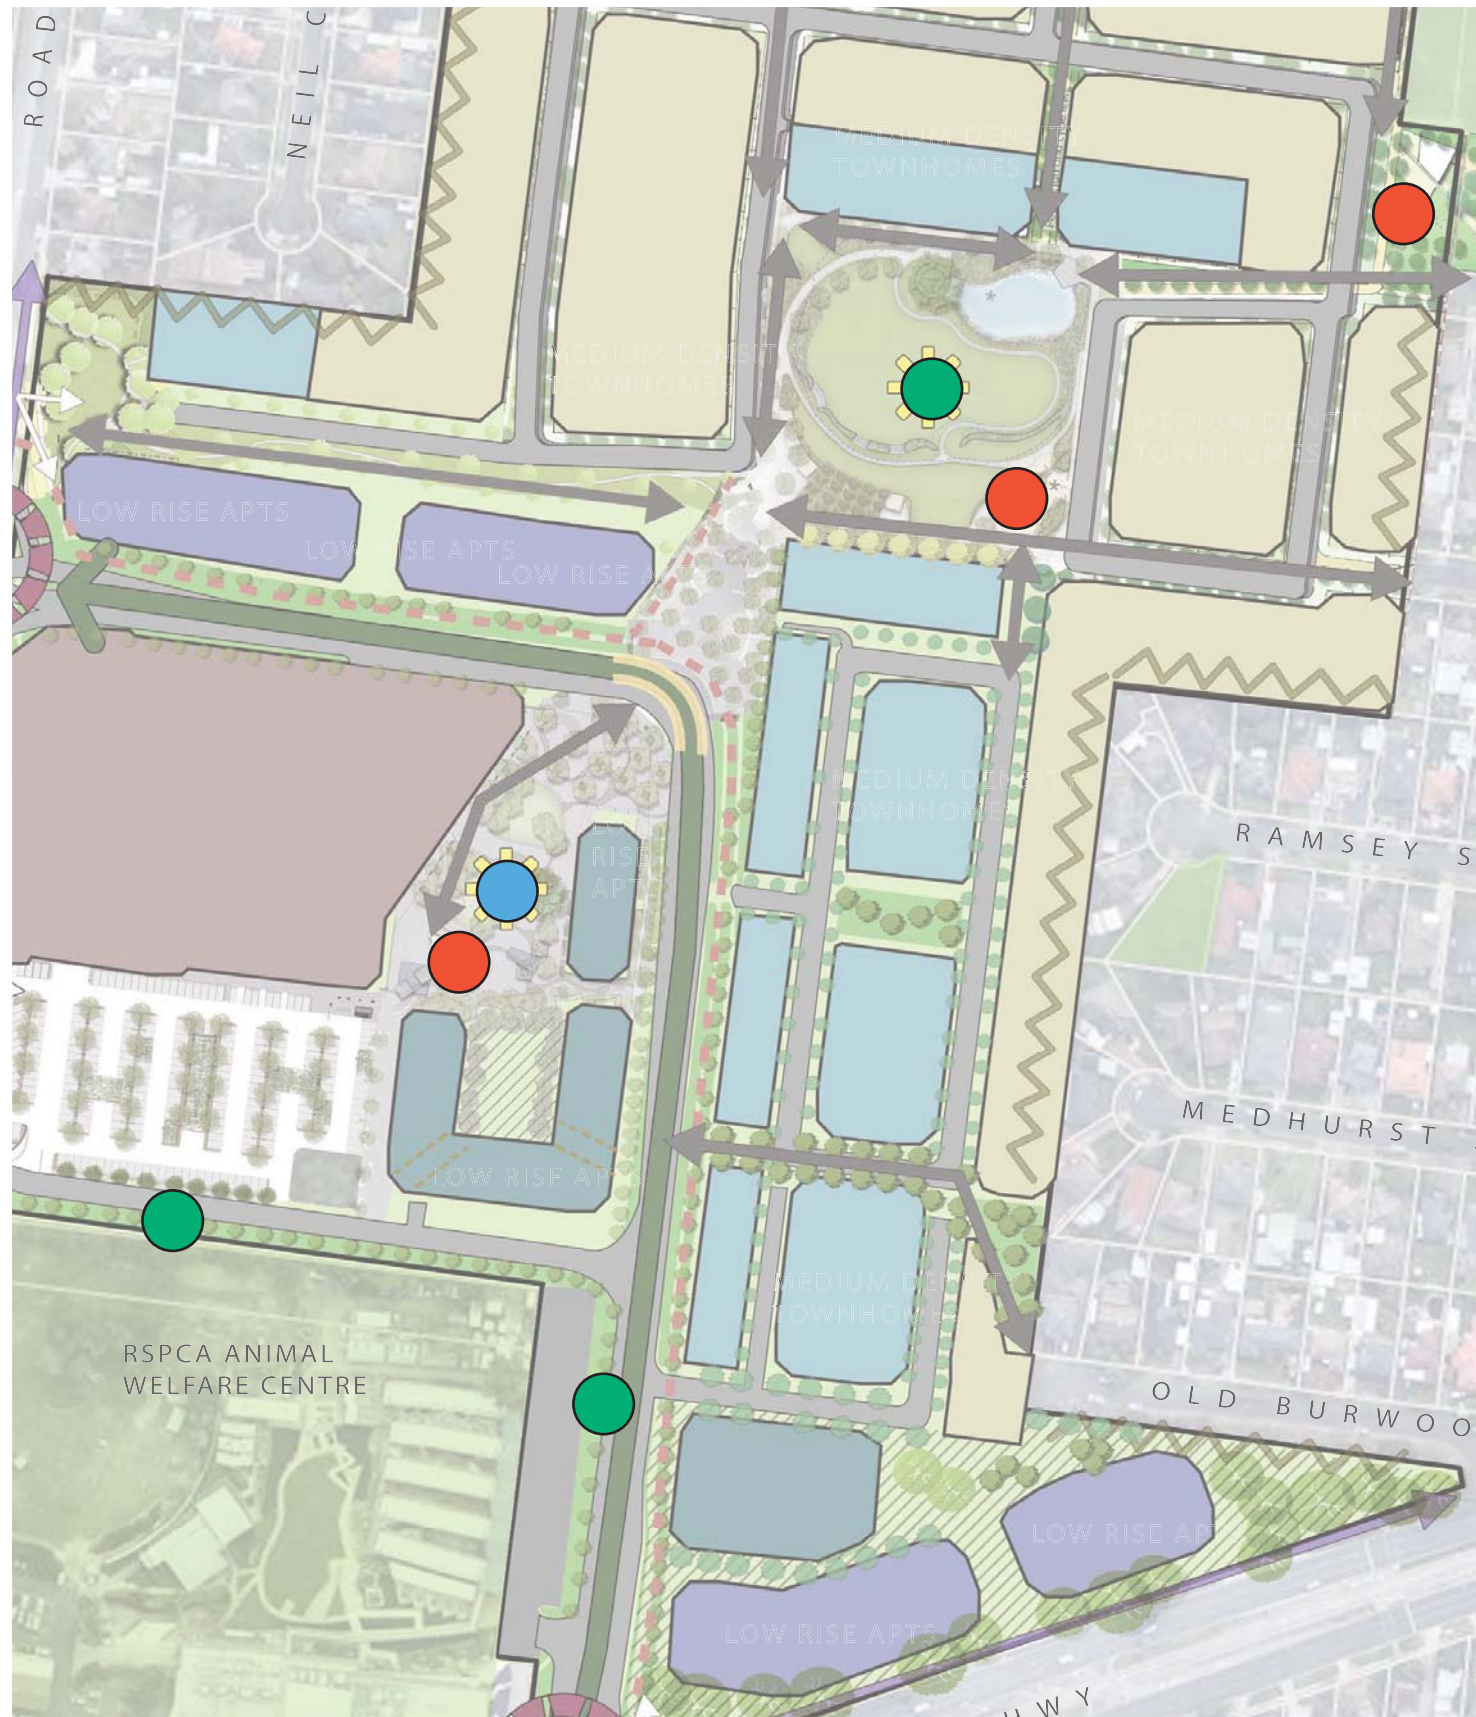 ROAD
NEIL C
MEDIUM DENSITY
TOWNHOMES
MEDIUM DENSITY
TOWNHOMES
MEDIUM DENSITY
TOWNHOMES
LOW RISE APTS
LOW RISE APTS
LOW RISE APTS
MEDIUM DENSITY
TOWNHOMES
LOW
RISE
APTS
RAMSEY S
MEDHURST
LOW RISE APTS
MEDIUM DENSITY
TOWNHOMES
RSPCA ANIMAL
WELFARE CENTRE
OLD BURWOO
LOW RISE APTS
LOW RISE APTS
HWY